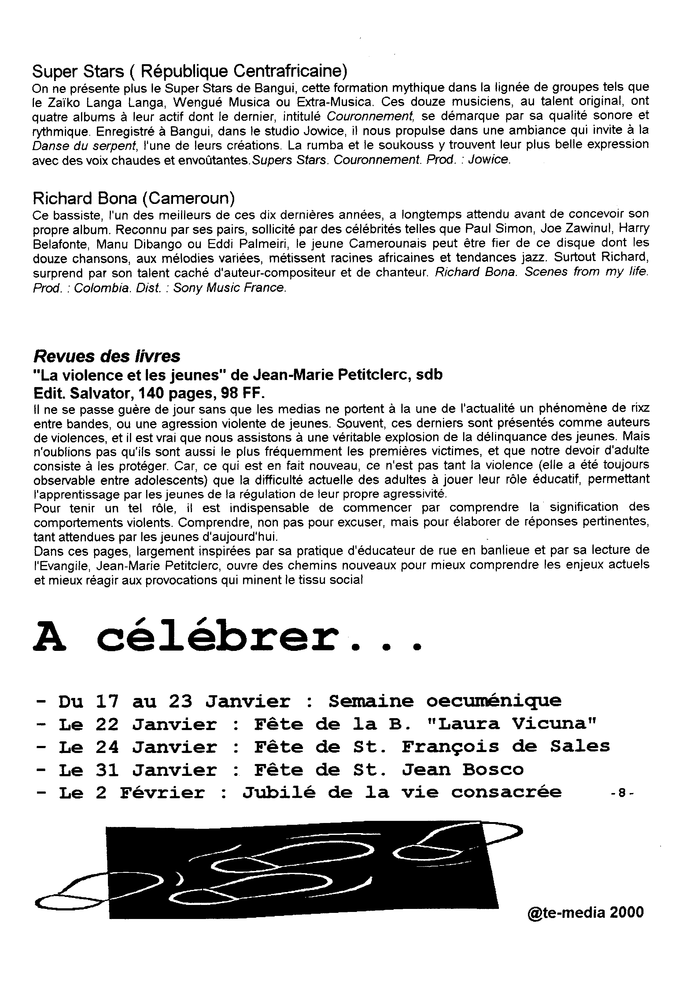 Super Stars ( République Centrafricaine)
On ne présente plus le Super Stars de Bangui, cette formation mythique dans la lignée de groupes tels que
le Zaïko Langa Langa, Wengué Musica ou Extra-Musica. Ces douze musiciens, au talent original, ont
quatre albums à leur actif dont le dernier, intitulé Couronnement, se démarque par sa qualité sonore et
rythmique. Enregistré à Bangui, dans le studio Jowice, il nous propulse dans une ambiance qui invite à la
Danse du serpent, l'une de leurs créations. La rumba et le soukouss y trouvent leur plus belle expression
avec des voix chaudes et envoûtantes.Supers Stars. Couronnement. Prod. : Jowice.
Richard Bona (Cameroun)
Ce bassiste, l'un des meilleurs de ces dix dernières années, a longtemps attendu avant de concevoir son
propre album. Reconnu par ses pairs, sollicité par des célébrités telles que Paul Simon, Joe Zawinul, Harry
Belafonte, Manu Dibango ou Eddi Palmeiri, le jeune Camerounais peut être fier de ce disque dont les
douze chansons, aux mélodies variées, métissent racines africaines et tendances jazz. Surtout Richard,
surprend par son talent caché d'auteur-compositeur et de chanteur. Richard Bona. Scenes from my life.
Prod. : Colombia. Dist. : Sony Music France.
Revues des livres
"La violence et les jeunes" de Jean-Marie Petitclerc, sdb
Edit. Salvator, 140 pages, 98 FF.
Il ne se passe guère de jour sans que les medias ne portent à la une de l'actualité un phénomène de rixz
entre bandes, ou une agression violente de jeunes. Souvent, ces derniers sont présentés comme auteurs
de violences, et il est vrai que nous assistons à une véritable explosion de la délinquance des jeunes. Mais
n'oublions pas qu'ils sont aussi le plus fréquemment les premières victimes, et que notre devoir d'adulte
consiste à les protéger. Car, ce qui est en fait nouveau, ce n'est pas tant la violence (elle a été toujours
observable entre adolescents) que la difficulté actuelle des adultes à jouer leur rôle éducatif, permettant
l'apprentissage par les jeunes de la régulation de leur propre agressivité.
Pour tenir un tel rôle, il est indispensable de commencer par comprendre la signification des
comportements violents. Comprendre, non pas pour excuser, mais pour élaborer de réponses pertinentes,
tant attendues par les jeunes d'aujourd'hui.
Dans ces pages, largement inspirées par sa pratique d'éducateur de rue en banlieue et par sa lecture de
l'Evangile, Jean-Marie Petitclerc, ouvre des chemins nouveaux pour mieux comprendre les enjeux actuels
et mieux réagir aux provocations qui minent le tissu social
A célébrer...
- Du 17 au 23 Janvier : Semaine oecuménique
- Le 22 Janvier : Fête de la B. "Laura Vicuna"
- Le 24 Janvier : Fête de St. François de Sales
- Le 31 Janvier : Fête de St. Jean Bosco
- Le 2 Février : Jubilé de la vie consacrée
- 8 -
@te-media 2000